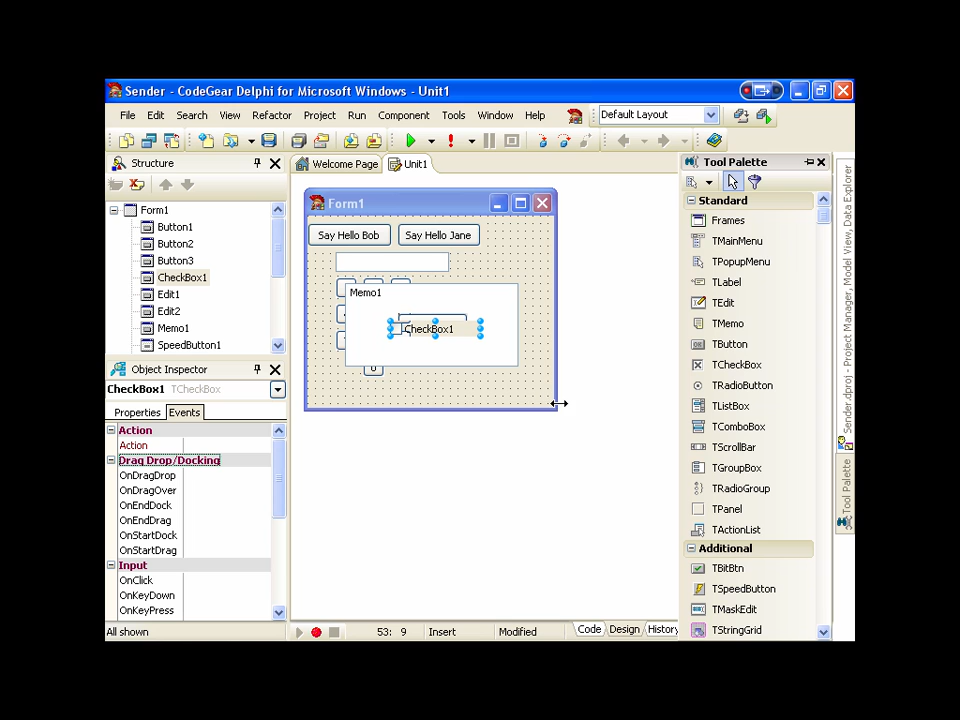 Sender - CodeGear Delphi for Microsoft Windows - Unit1
File Edit Search View Refactor Project Run Component Tools Window Help
Default Layout
Structure
Form1
Button1
Button2
Button3
CheckBox1
Edit1
Edit2
Memo1
SpeedButton1
Object Inspector
CheckBox1 TCheckBox
Properties Events
Action
Action
Drag Drop/Docking
OnDragDrop
OnDragOver
OnEndDock
OnEndDrag
OnStartDock
OnStartDrag
Input
OnClick
OnKeyDown
OnKeyPress
All shown
Welcome Page Unit1
Form1
Say Hello Bob Say Hello Jane
Memo1
CheckBox1
0
53: 9 Insert Modified
Code Design History
Tool Palette
Standard
Frames
TMainMenu
TPopupMenu
TLabel
TEdit
TMemo
TButton
TCheckBox
TRadioButton
TListBox
TComboBox
TScrollBar
TGroupBox
TRadioGroup
TPanel
TActionList
Additional
TBitBtn
TSpeedButton
TMaskEdit
TStringGrid
Sender.dproj - Project Manager, Model View, Data Explorer
Tool Palette